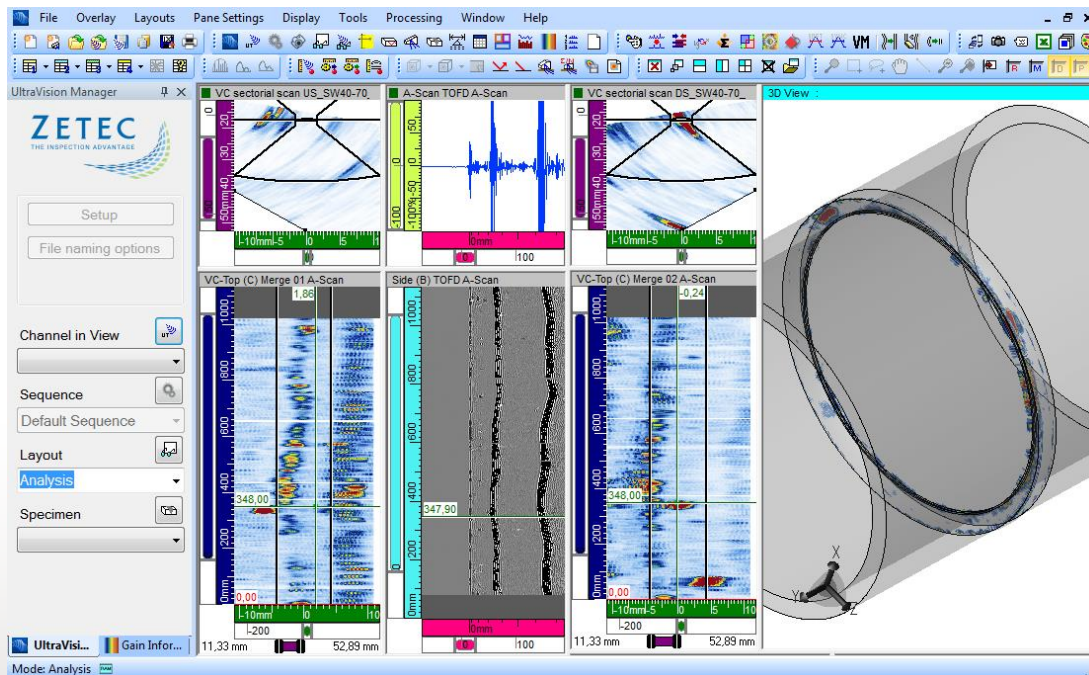 File Overlay Layouts Pane Settings Display Tools Processing Window Help
VM
UltraVision Manager
ZETEC
THE INSPECTION ADVANTAGE
Setup
File naming options
Channel in View
UT
Sequence
Default Sequence
Layout
Analysis
Specimen
UltraVisi...
Gain Infor...
Mode: Analysis
VC sectorial scan US_SW40-70_
A-Scan TOFD A-Scan
VC sectorial scan DS_SW40-70_
3D View :
VC-Top (C) Merge 01 A-Scan
1,86
348,00
0,00
-200
11,33 mm
52,89 mm
Side (B) TOFD A-Scan
347,90
0mm
100
VC-Top (C) Merge 02 A-Scan
-0,24
348,00
0,00
-200
11,33 mm
52,89 mm
X
Y
Z